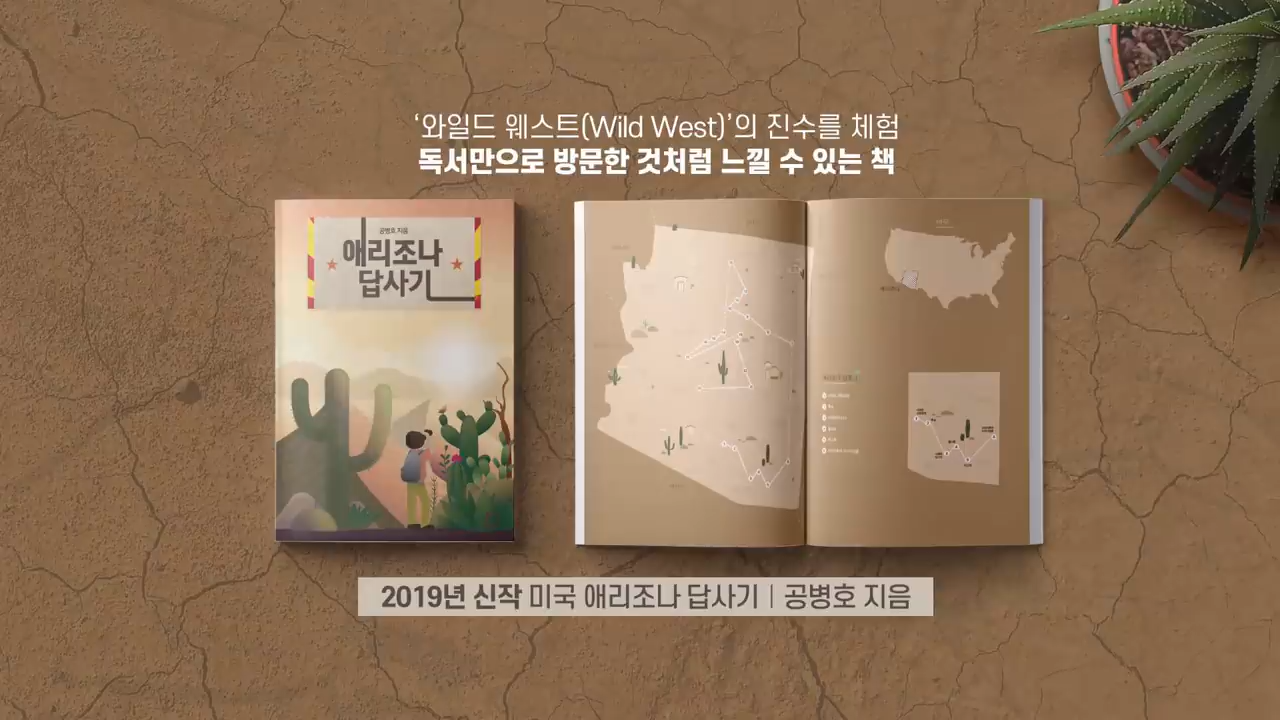 ‘와일드 웨스트(Wild West)’의 진수를 체험
독서만으로 방문한 것처럼 느낄 수 있는 책
공병호 지음
애리조나
답사기
2019년 신작 미국 애리조나 답사기 | 공병호 지음